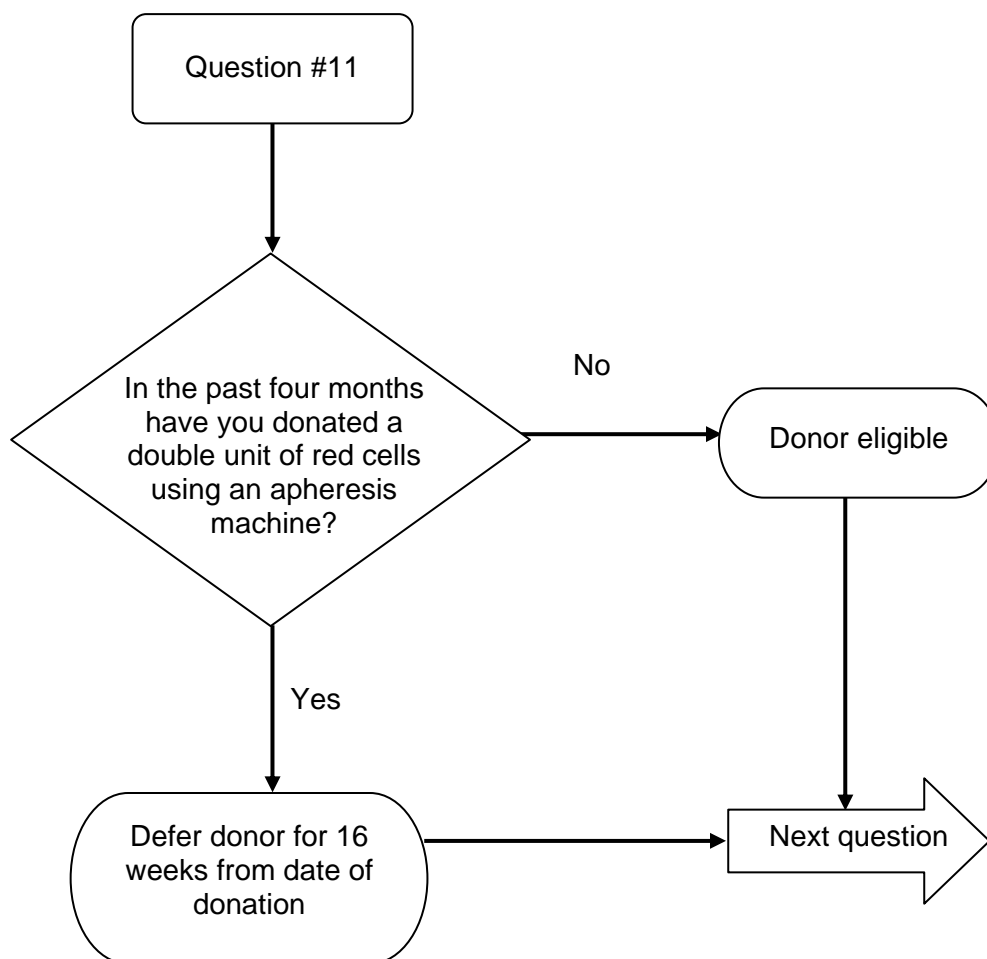 Question #11
In the past four months
have you donated a
double unit of red cells
using an apheresis
machine?
No
Donor eligible
Yes
Defer donor for 16
weeks from date of
donation
Next question